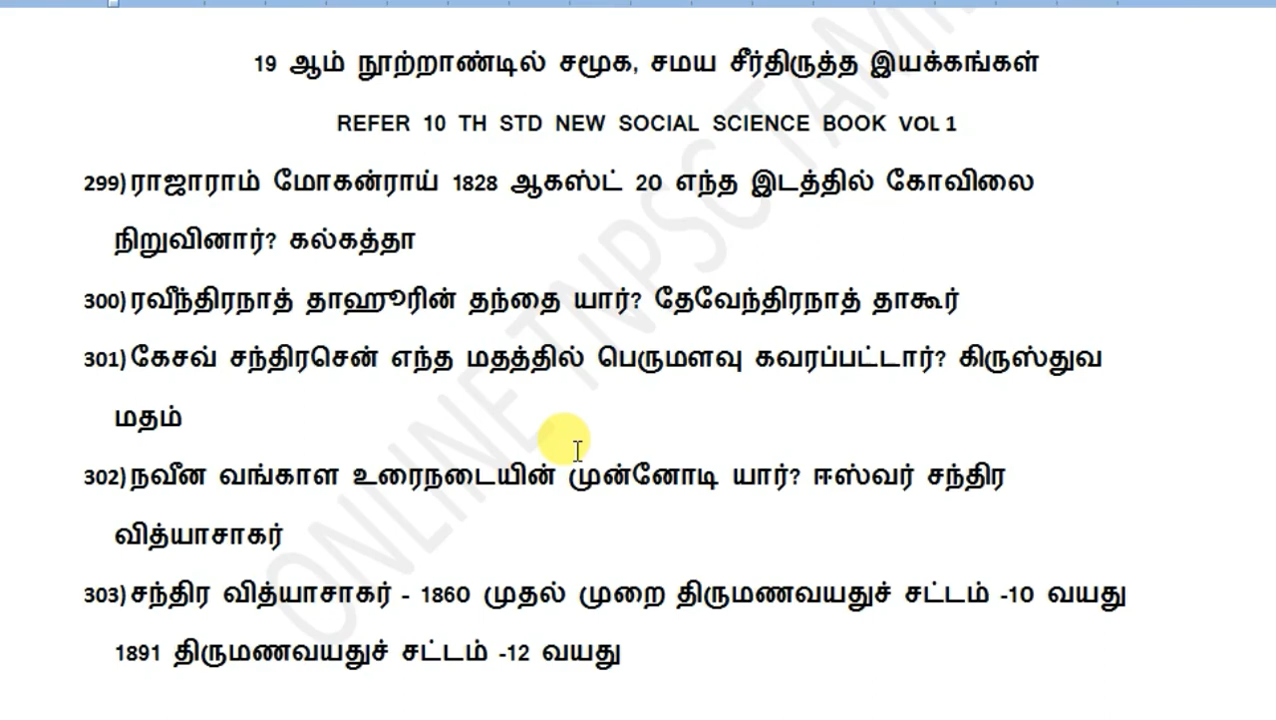 19 ஆம் நூற்றாண்டில் சமூக, சமய சீர்திருத்த இயக்கங்கள்
REFER 10 TH STD NEW SOCIAL SCIENCE BOOK VOL 1
299)ராஜாராம் மோகன்ராய் 1828 ஆகஸ்ட் 20 எந்த இடத்தில் கோவிலை
நிறுவினார்? கல்கத்தா
300)ரவீந்திரநாத் தாஹூரின் தந்தை யார்? தேவேந்திரநாத் தாகூர்
301)கேசவ் சந்திரசென் எந்த மதத்தில் பெருமளவு கவரப்பட்டார்? கிருஸ்துவ
மதம்
302)நவீன வங்காள உரைநடையின் முன்னோடி யார்? ஈஸ்வர் சந்திர
வித்யாசாகர்
303)சந்திர வித்யாசாகர் - 1860 முதல் முறை திருமணவயதுச் சட்டம் -10 வயது
1891 திருமணவயதுச் சட்டம் -12 வயது
ONLINE TNPSC TAMI